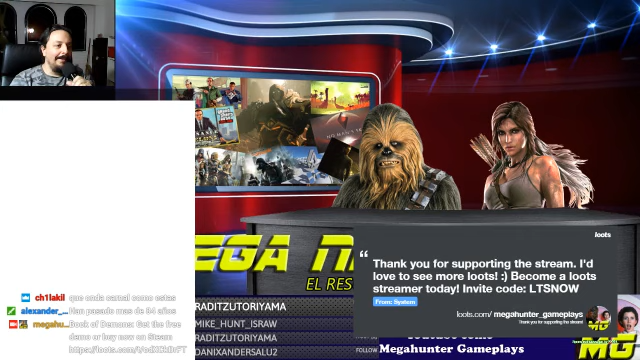 loots
“
Thank you for supporting the stream. I'd
love to see more loots! :) Become a loots
streamer today! Invite code: LTSNOW
From: System
loots.com/megahunter_gameplays
Thank you for supporting the stream!
EGA
EL RES
ch1lakil que onda carnal como estas
alexander_... Han pasado mas de 84 años
megahu... Book of Demons: Get the free
demo or buy now on Steam
RADITZUTORIYAMA
MIKE_HUNT_ISRAW
RADITZUTORIYAMA
DANIXANDERSALU2
FOLLOW
Megahunter Gameplays
MG
MG